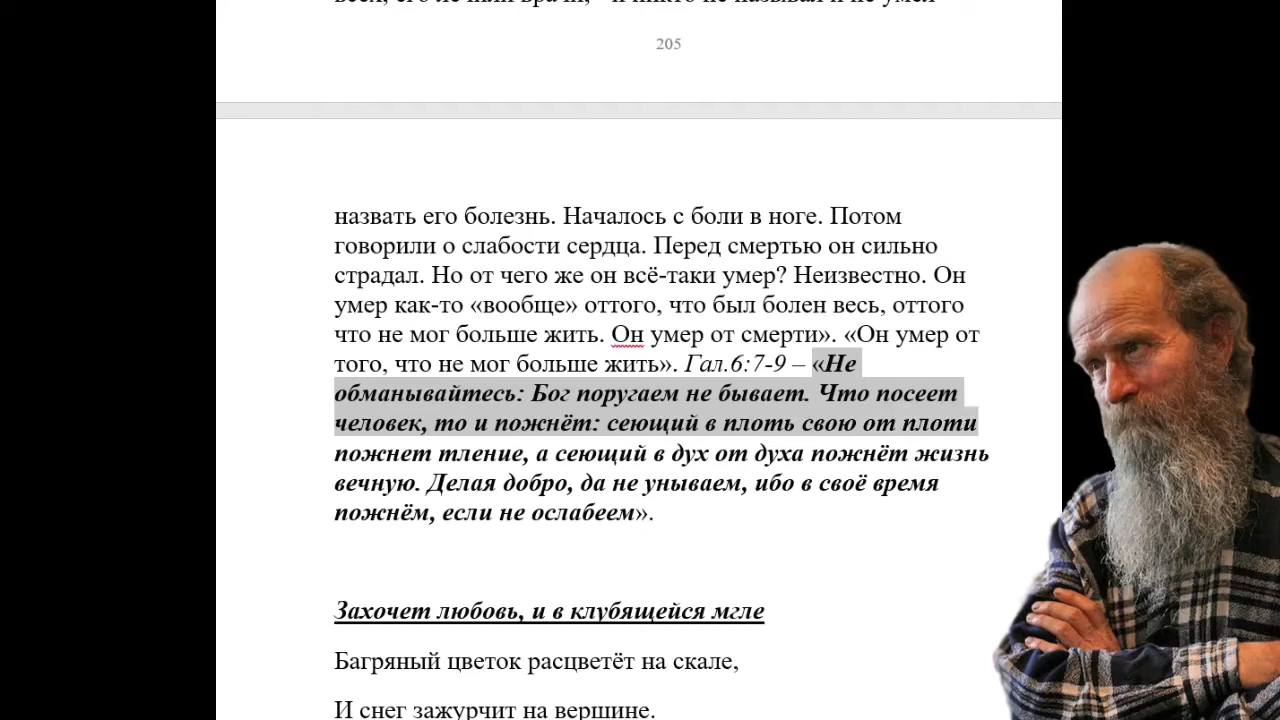 205
назвать его болезнь. Началось с боли в ноге. Потом
говорили о слабости сердца. Перед смертью он сильно
страдал. Но от чего же он всё-таки умер? Неизвестно. Он
умер как-то «вообще» оттого, что был болен весь, оттого
что не мог больше жить. Он умер от смерти». «Он умер от
того, что не мог больше жить». Гал.6:7-9 – «Не
обманывайтесь: Бог поругаем не бывает. Что посеет
человек, то и пожнёт: сеющий в плоть свою от плоти
пожнет тление, а сеющий в дух от духа пожнёт жизнь
вечную. Делая добро, да не унываем, ибо в своё время
пожнём, если не ослабеем».
Захочет любовь, и в клубящейся мгле
Багряный цветок расцветёт на скале,
И снег зажурчит на вершине.